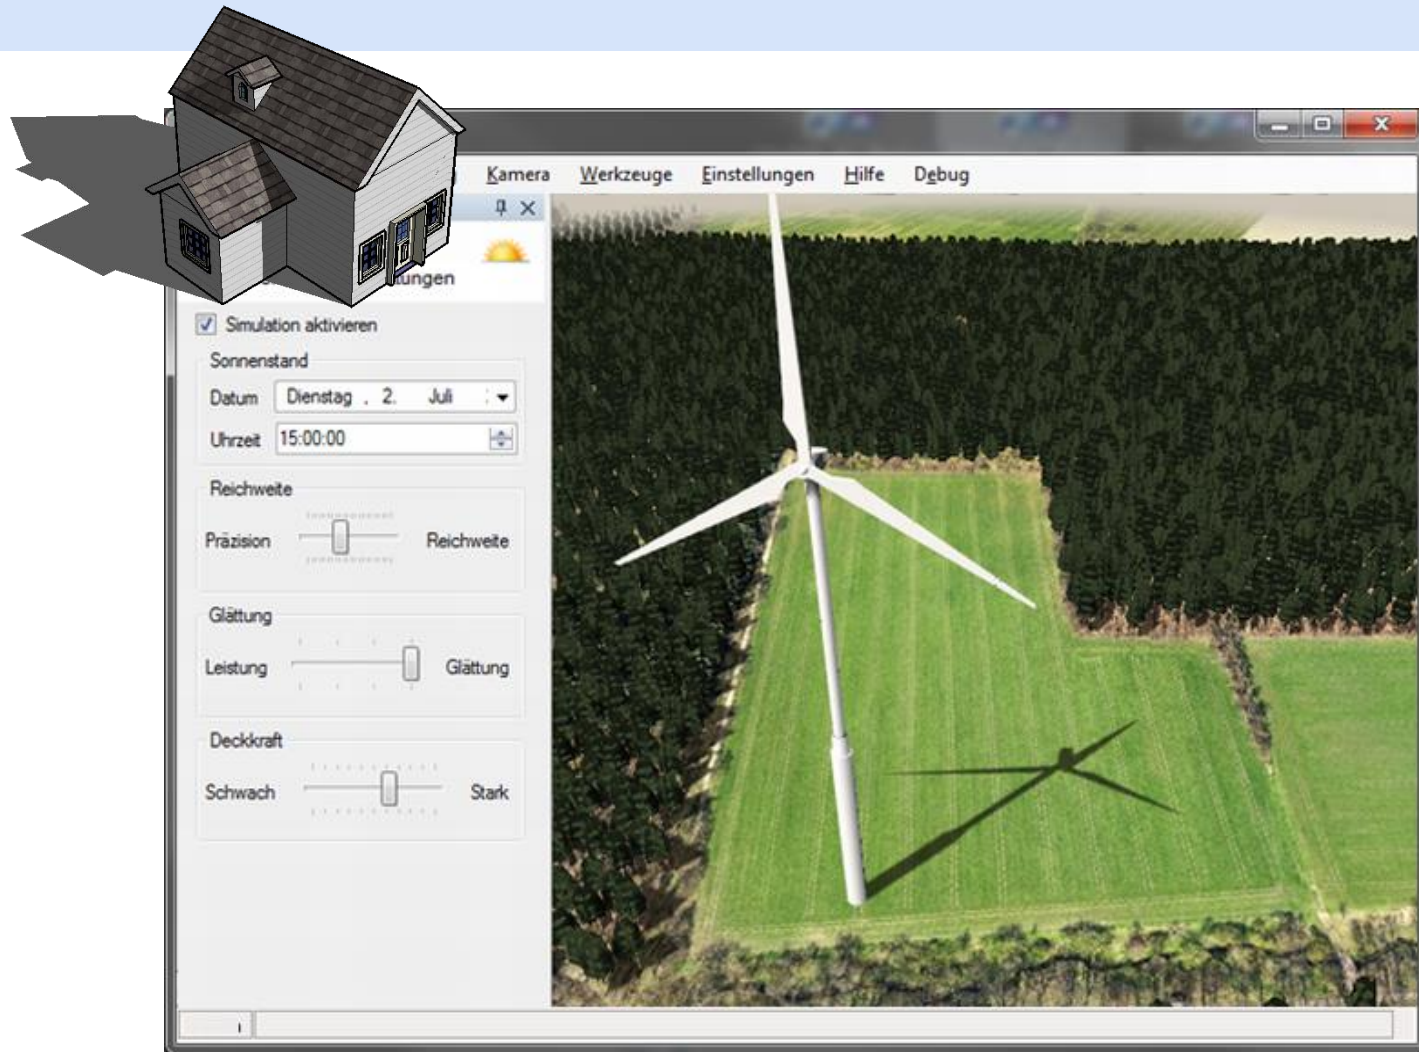 Kamera Werkzeuge Einstellungen Hilfe Debug
Simulation aktivieren
Sonnenstand
Datum Dienstag , 2. Juli
Uhrzeit 15:00:00
Reichweite
Präzision Reichweite
Glättung
Leistung Glättung
Deckkraft
Schwach Stark